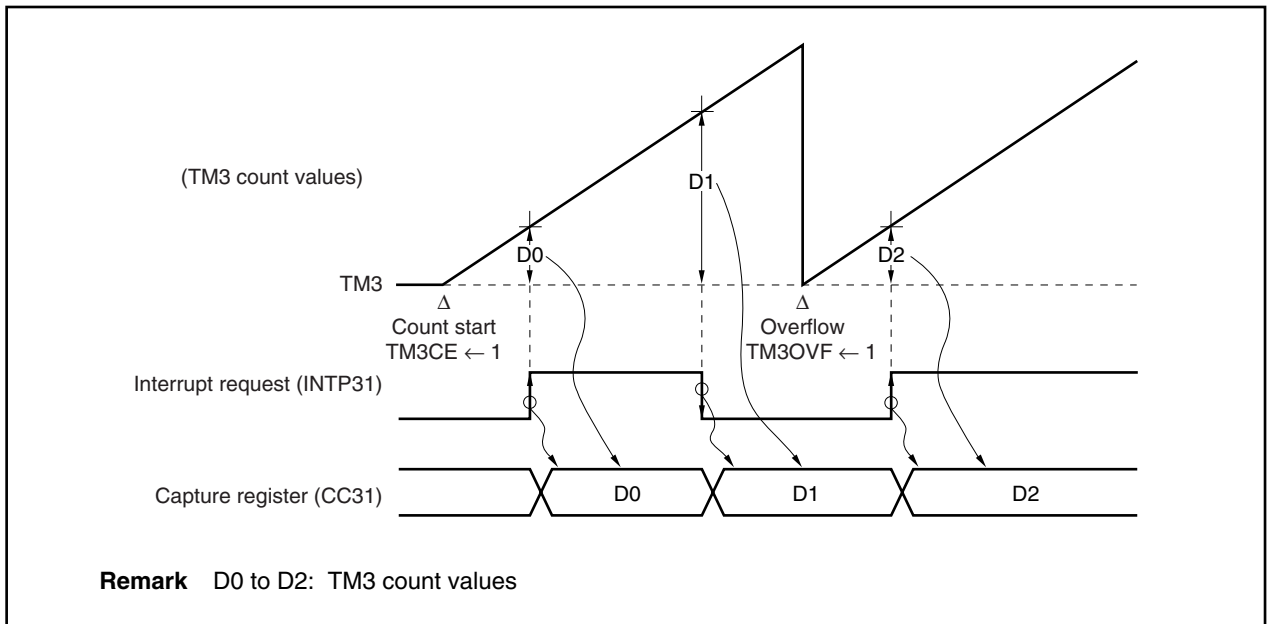 (TM3 count values)
D1
D0
D2
TM3
Δ
Δ
Count start
TM3CE ← 1
Overflow
TM3OVF ← 1
Interrupt request (INTP31)
Capture register (CC31)
D0
D1
D2
Remark D0 to D2: TM3 count values